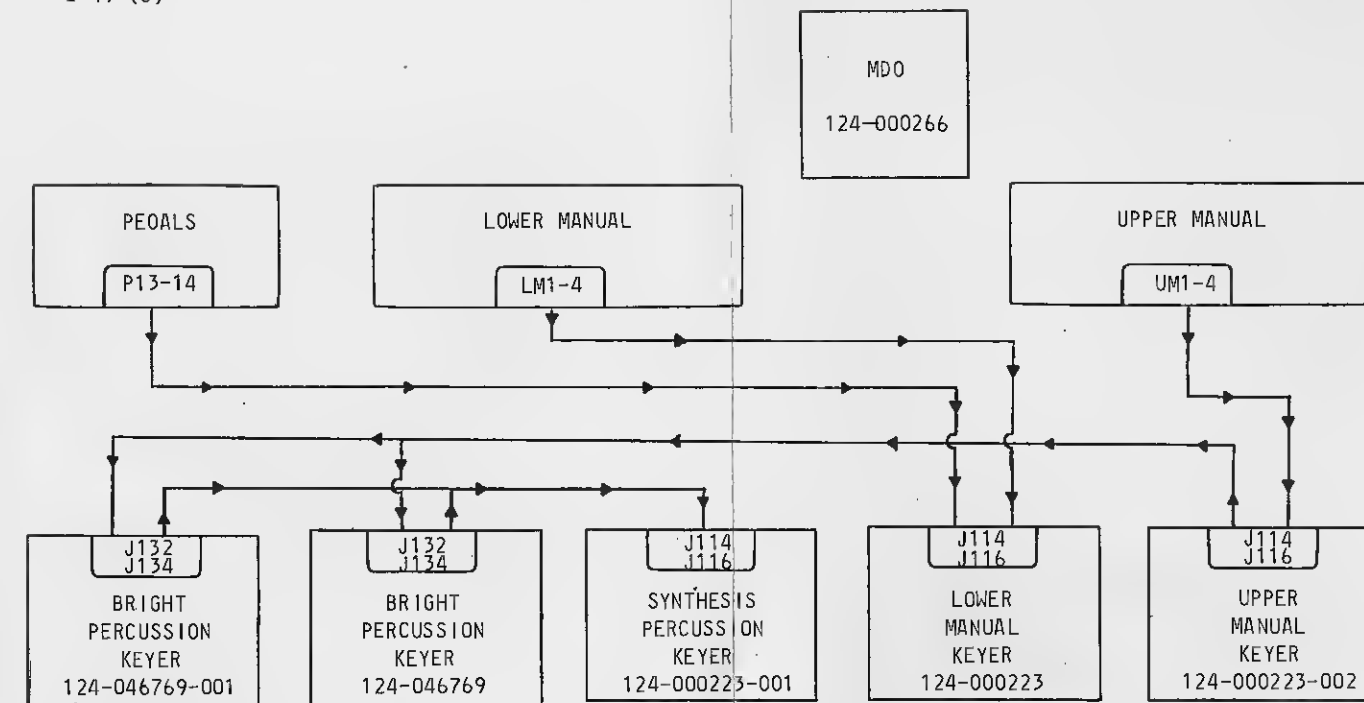 MDO
124-000266
PEOALS
P13-14
LOWER MANUAL
LM1-4
UPPER MANUAL
UM1-4
J132
J134
BRIGHT
PERCUSSION
KEYER
124-046769-001
J132
J134
BRIGHT
PERCUSSION
KEYER
124-046769
J114
J116
SYNTHESIS
PERCUSSION
KEYER
124-000223-001
J114
J116
LOWER
MANUAL
KEYER
124-000223
J114
J116
UPPER
MANUAL
KEYER
124-000223-002